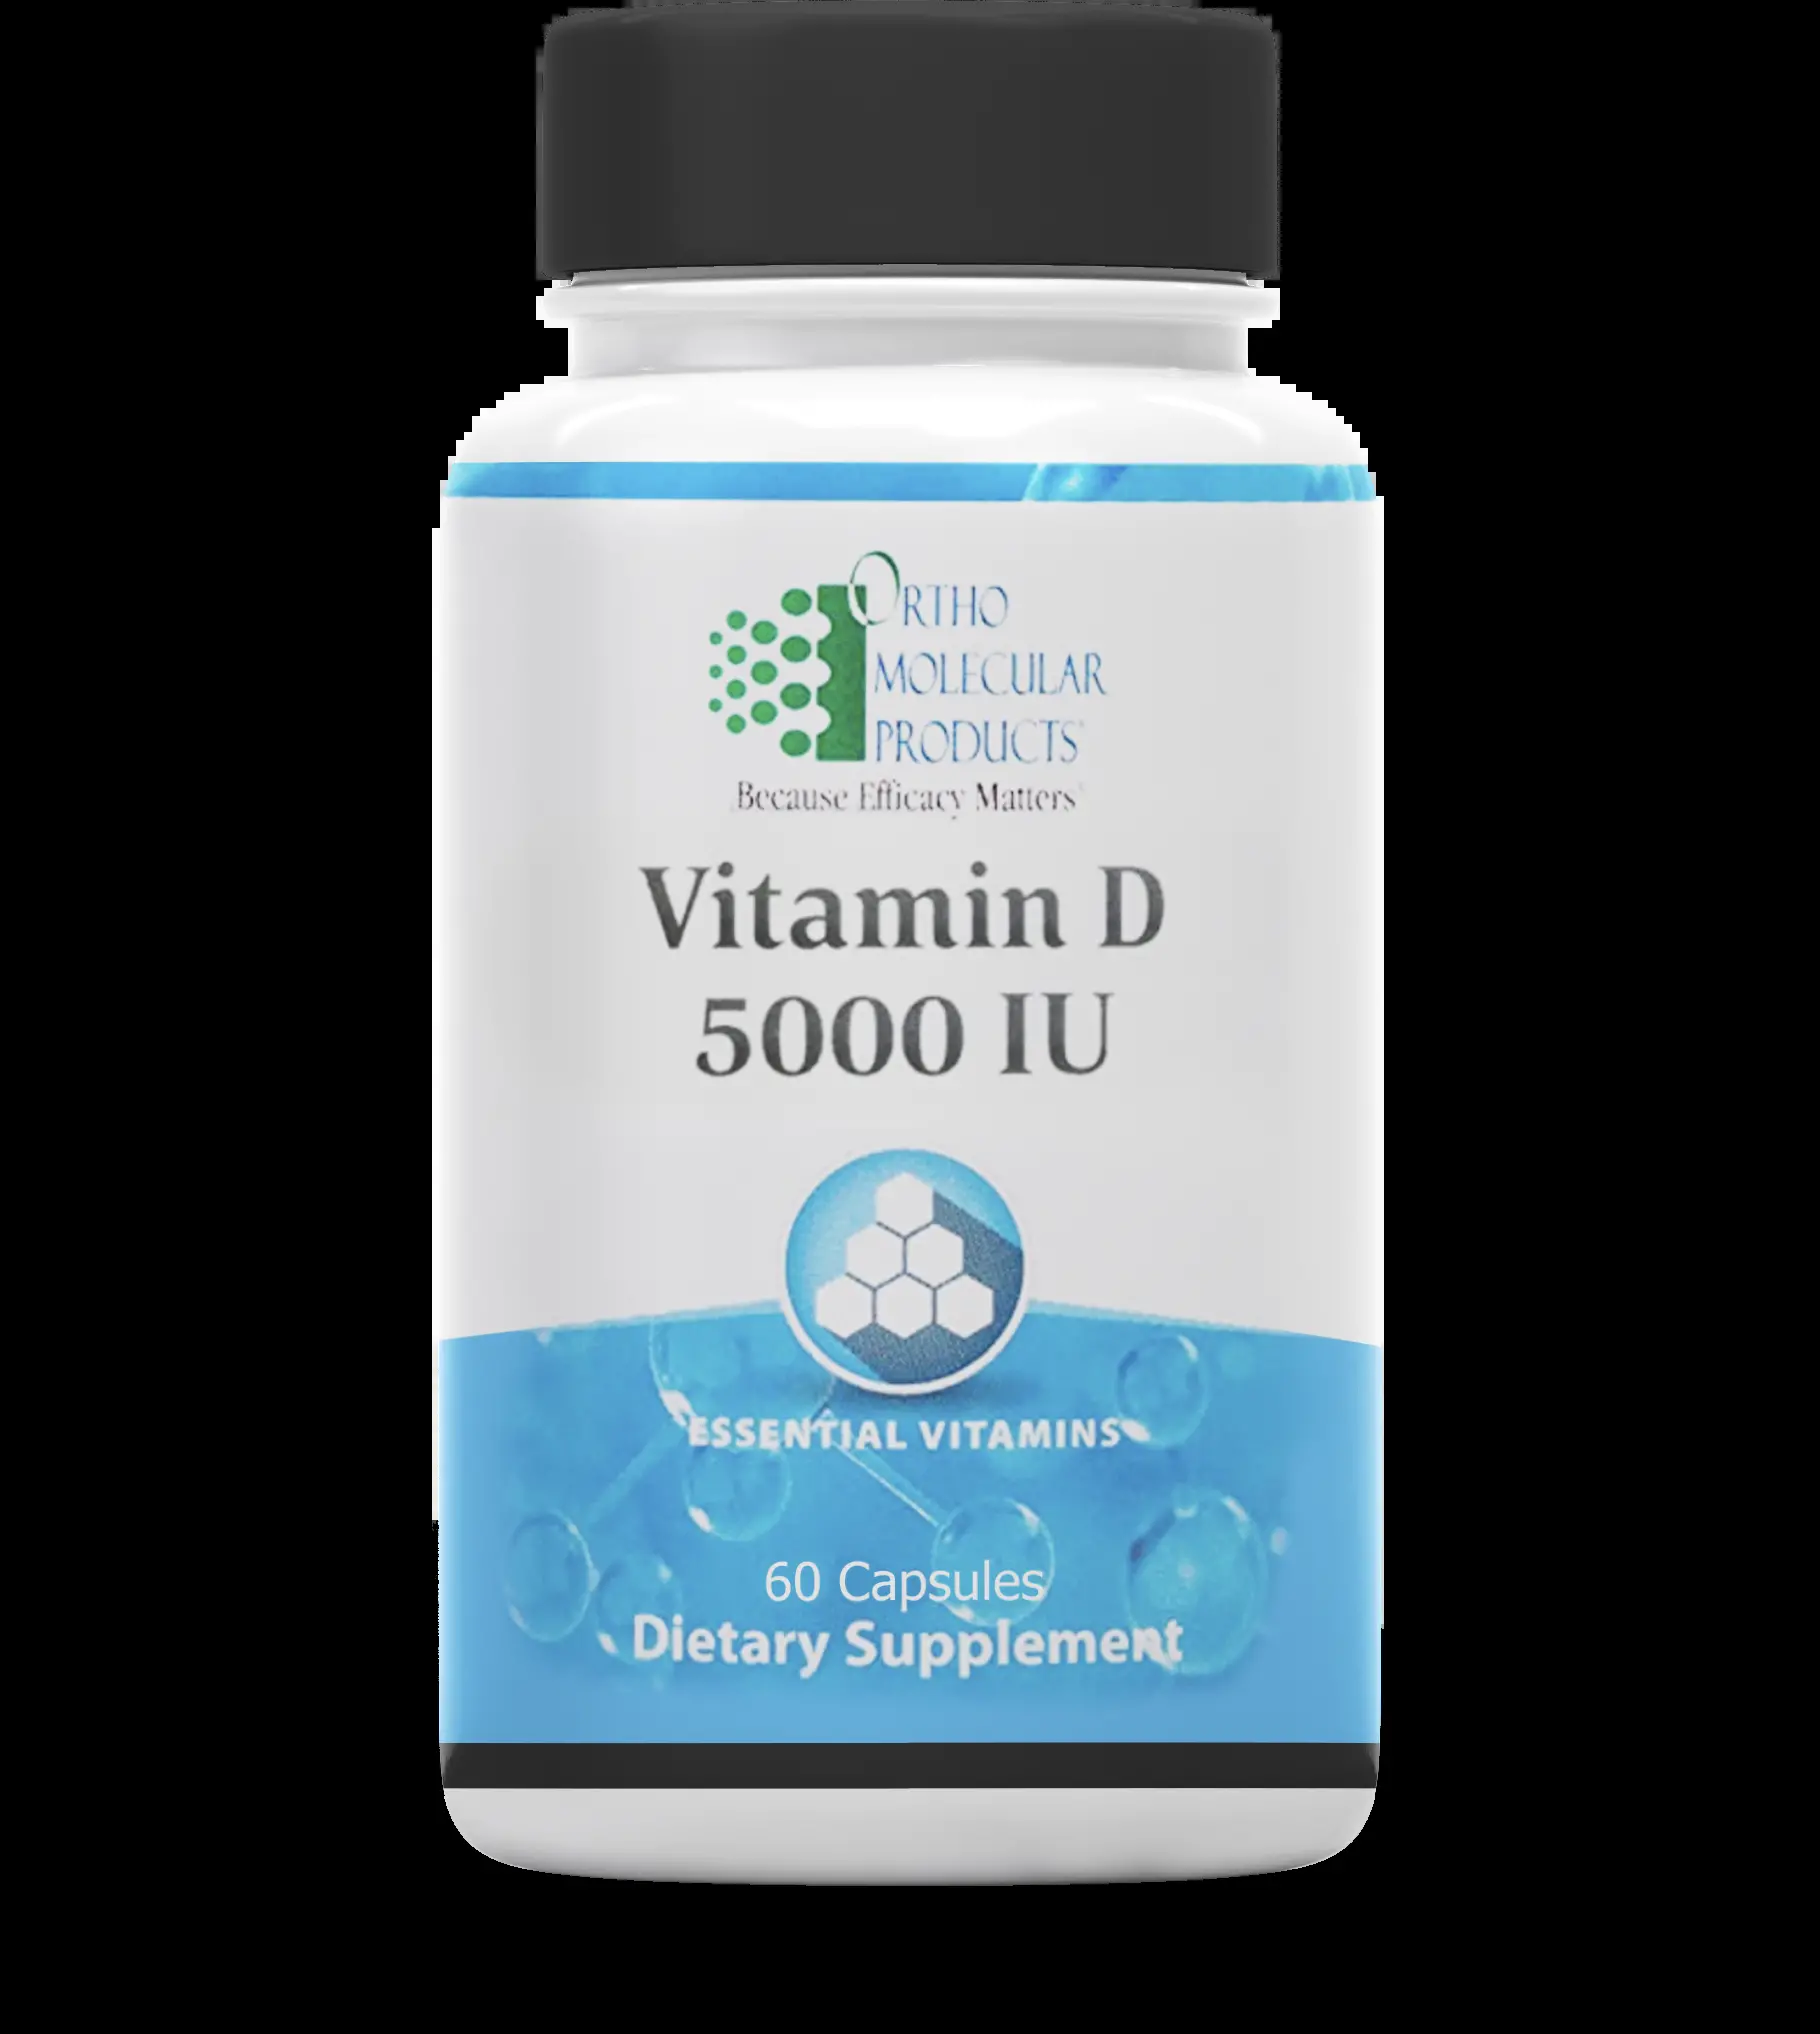 ORTHO
MOLECULAR
PRODUCTS®
Because Efficacy Matters®
Vitamin D
5000 IU
ESSENTIAL VITAMINS
60 Capsules
Dietary Supplement